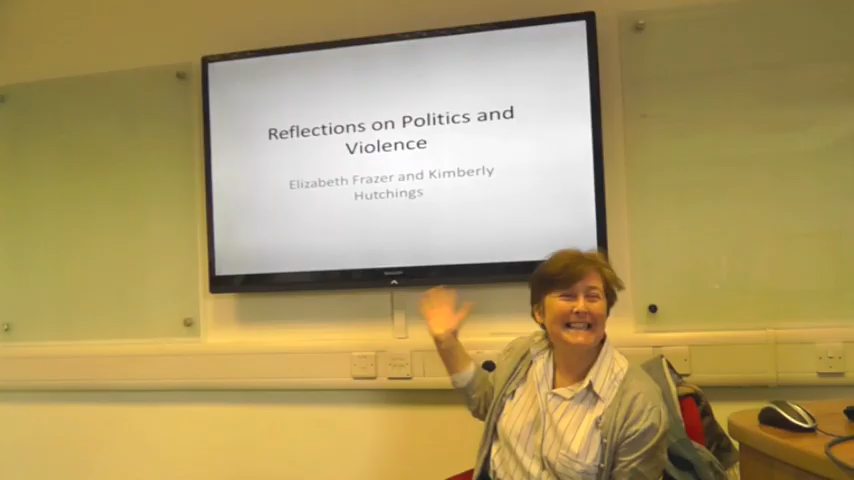 Reflections on Politics and
Violence
Elizabeth Frazer and Kimberly
Hutchings